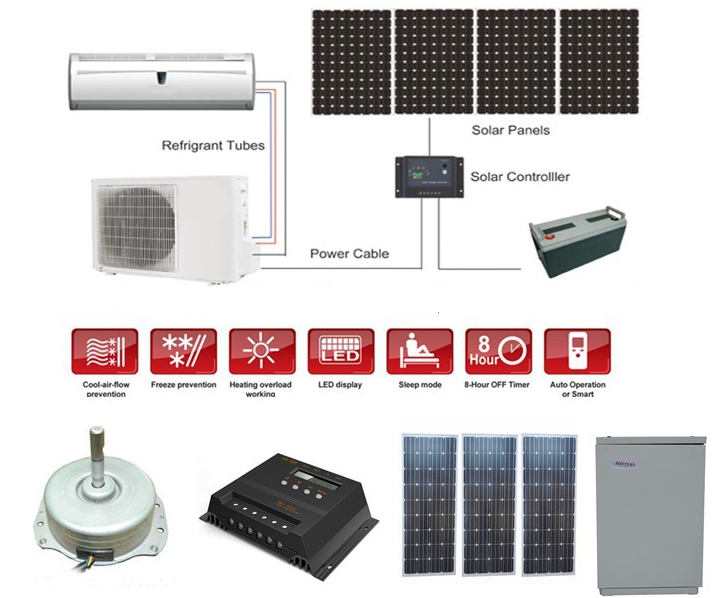 Solar Panels
Refrigrant Tubes
Solar Controlller
Power Cable
8
Hour
LED
Cool-air-flow
prevention
Freeze prevention
Heating overload
working
LED display
Sleep mode
8-Hour OFF Timer
Auto Operation
or Smart